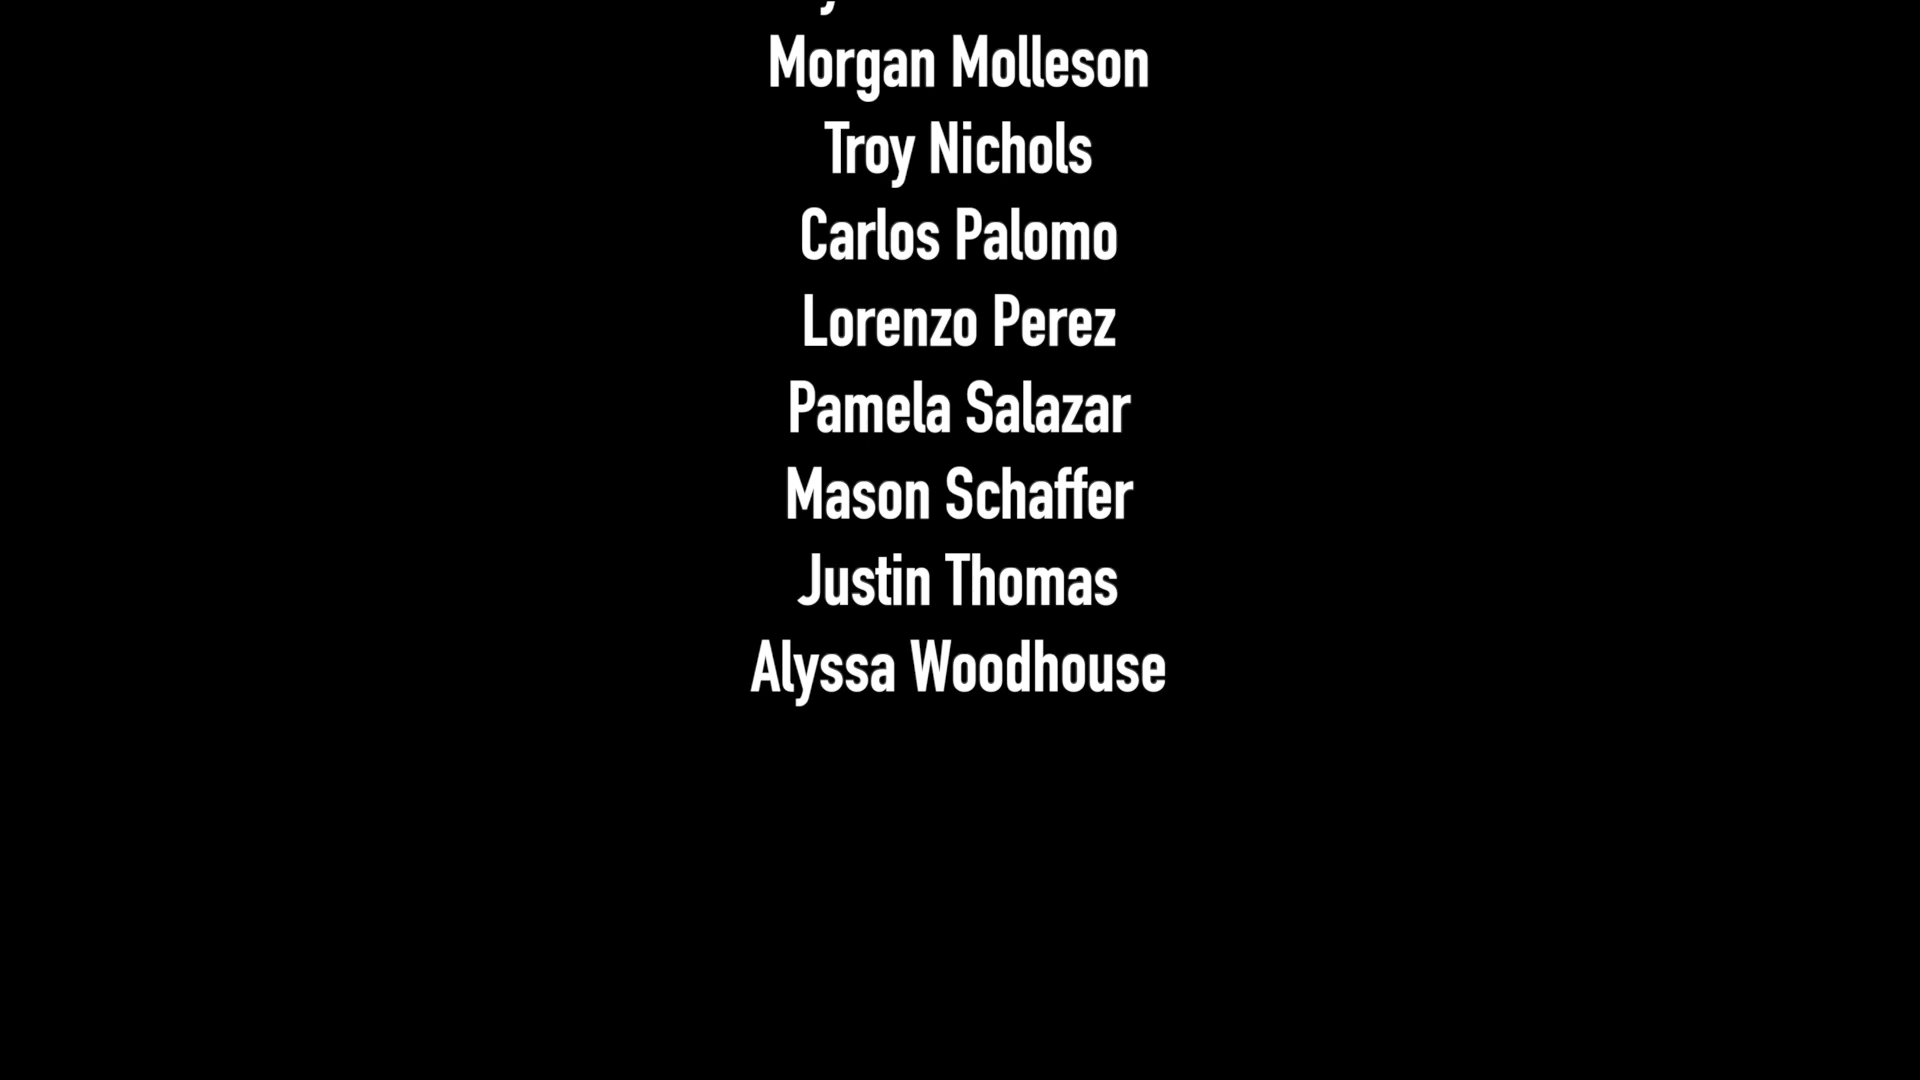 Morgan Molleson
Troy Nichols
Carlos Palomo
Lorenzo Perez
Pamela Salazar
Mason Schaffer
Justin Thomas
Alyssa Woodhouse